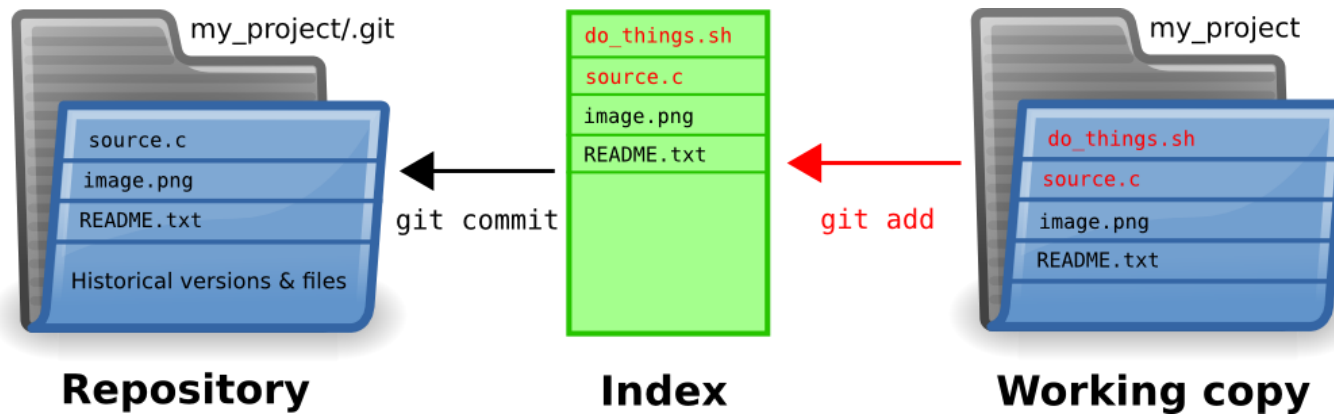 my_project/.git
source.c
image.png
README.txt
Historical versions & files
Repository
git commit
do_things.sh
source.c
image.png
README.txt
Index
git add
my_project
do_things.sh
source.c
image.png
README.txt
Working copy